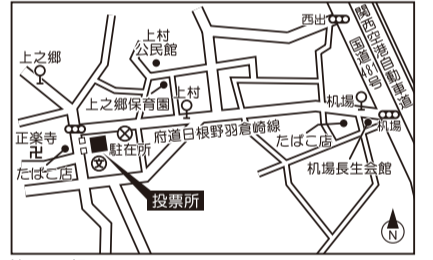 西出
関西空港自動車道
国道481号
上村
公民館
上之郷
上之郷保育園
上村
机場
府道日根野羽倉崎線
机場
正楽寺
卍
駐在所
たばこ店
たばこ店
文
机場長生会館
投票所
N